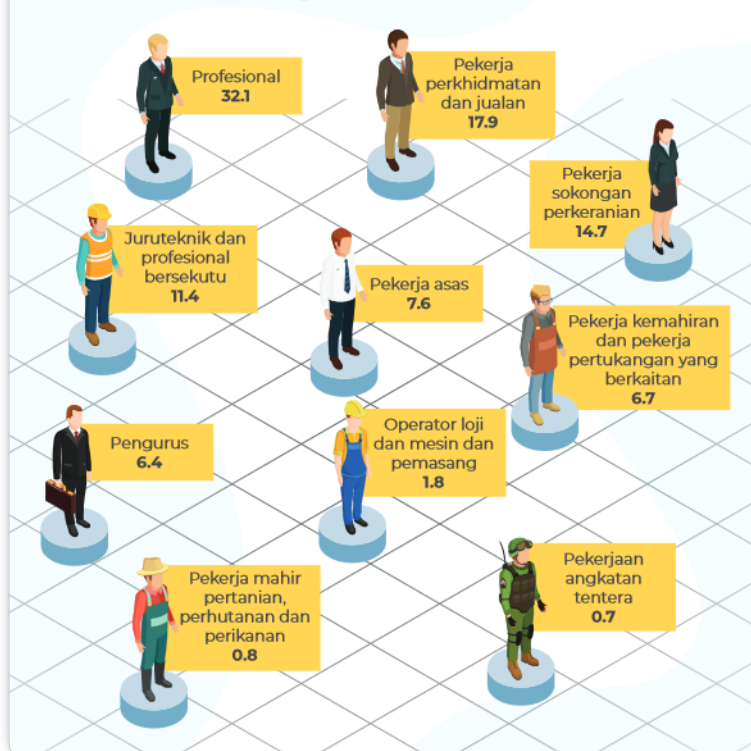 Profesional
32.1
Pekerja
perkhidmatan
dan jualan
17.9
Pekerja
sokongan
perkeranian
14.7
Juruteknik dan
profesional
bersekutu
11.4
Pekerja asas
7.6
Pekerja kemahiran
dan pekerja
pertukangan yang
berkaitan
6.7
Pengurus
6.4
Operator loji
dan mesin dan
pemasang
1.8
Pekerja mahir
pertanian,
perhutanan dan
perikanan
0.8
Pekerjaan
angkatan
tentera
0.7